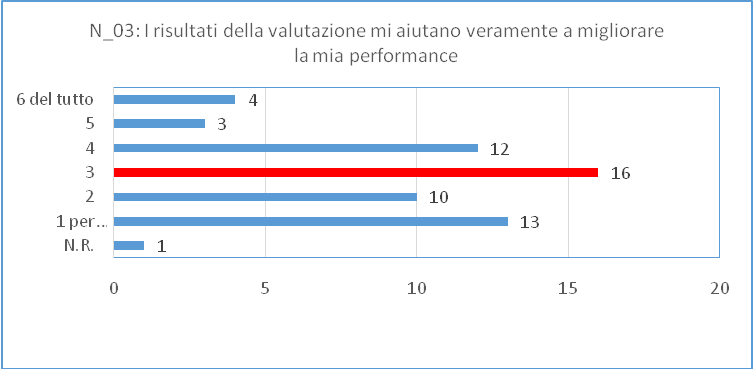 N_03: I risultati della valutazione mi aiutano veramente a migliorare
la mia performance
6 del tutto 4
5 3
4 12
3 16
2 10
1 per... 13
N.R. 1
0 5 10 15 20